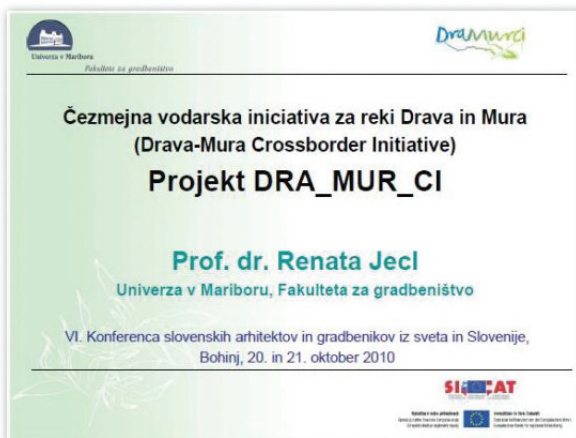 Univerza v Mariboru
Fakulteta za gradbeništvo
DraMurCi
Čezmejna vodarska iniciativa za reki Drava in Mura
(Drava-Mura Crossborder Initiative)
Projekt DRA_MUR_CI
Prof. dr. Renata Jecl
Univerza v Mariboru, Fakulteta za gradbeništvo
VI. Konferenca slovenskih arhitektov in gradbenikov iz sveta in Slovenije,
Bohinj, 20. in 21. oktober 2010